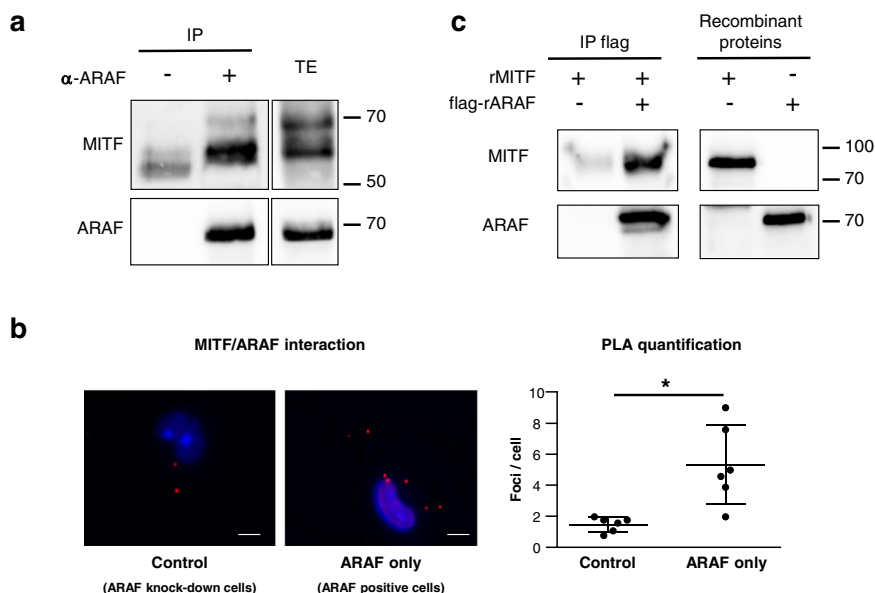 a
IP
α-ARAF - + TE
MITF
70
50
ARAF
70
c
IP flag
Recombinant
proteins
rMITF + + + -
flag-rARAF - + - +
MITF
100
70
ARAF
70
b
MITF/ARAF interaction
Control
(ARAF knock-down cells)
ARAF only
(ARAF positive cells)
PLA quantification
*
Foci / cell
10
8
6
4
2
0
Control
ARAF only